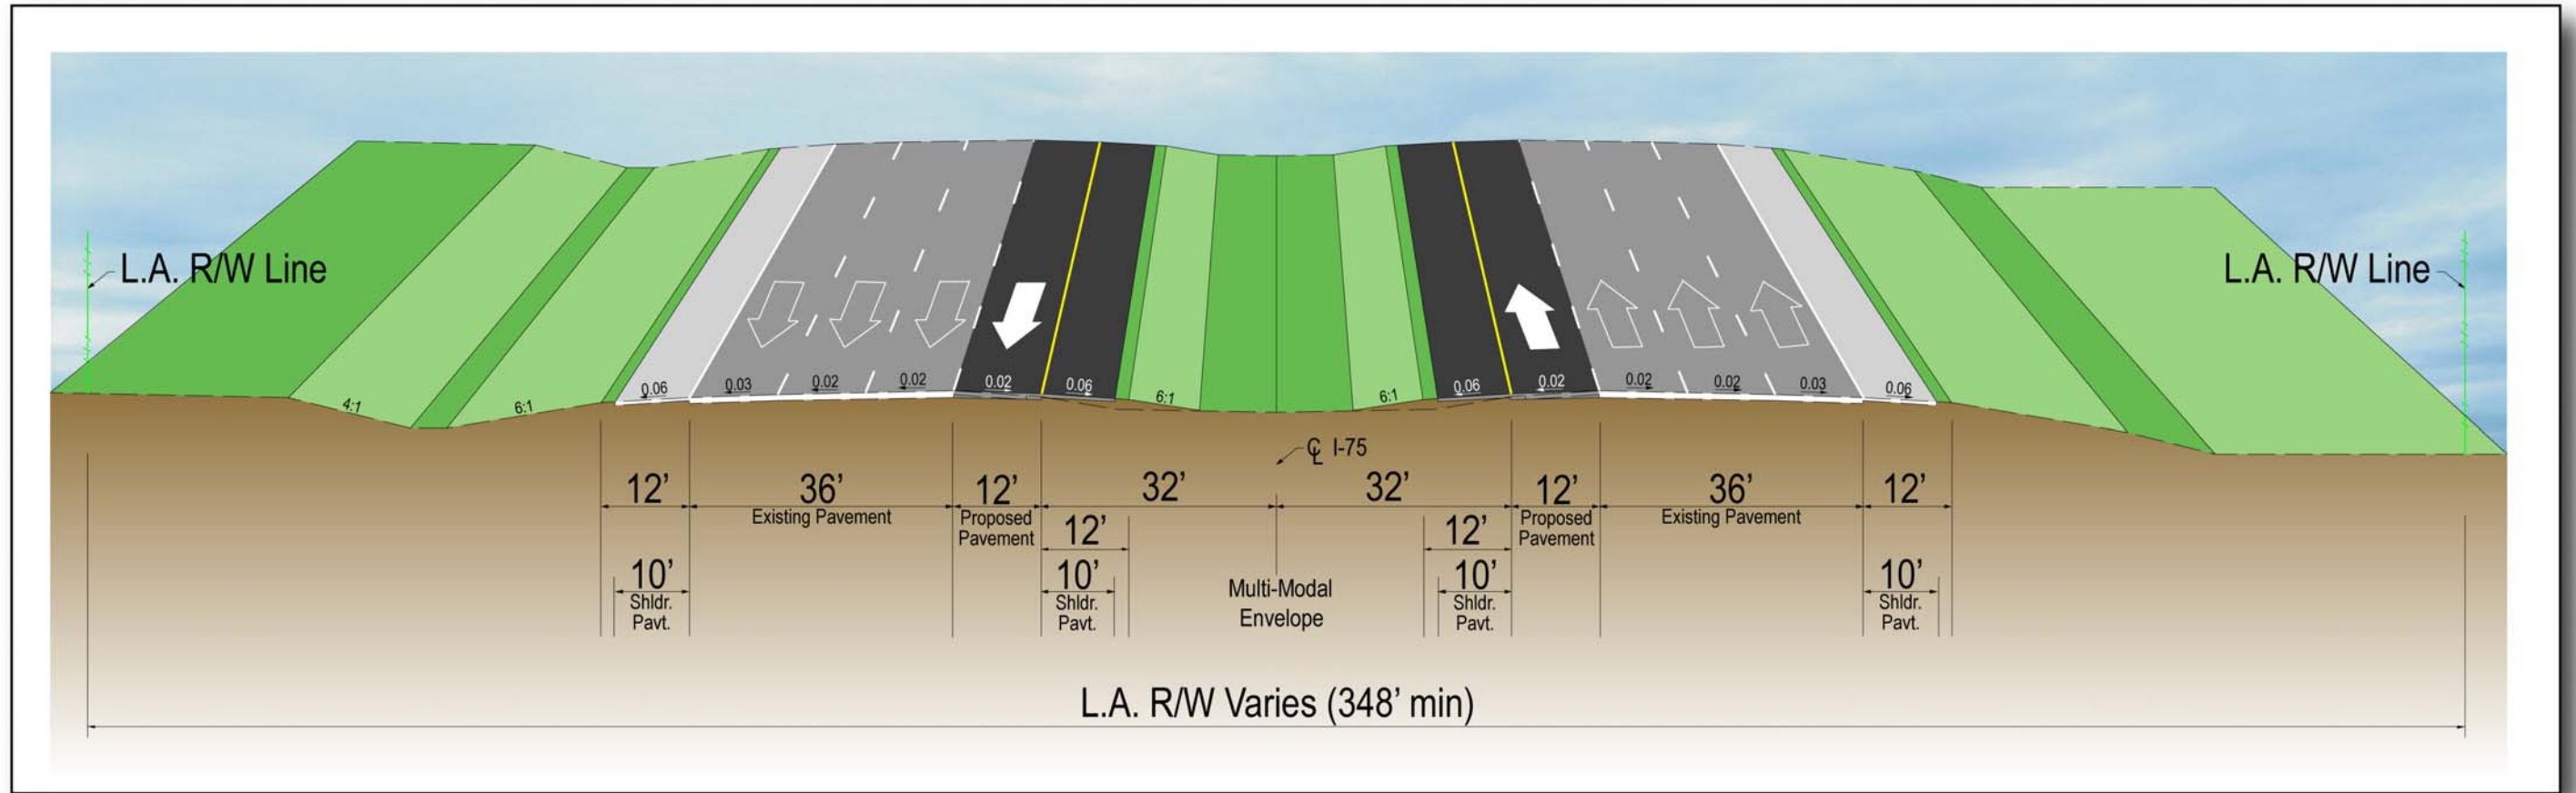 L.A. R/W Line
L.A. R/W Line
0.06
0.03
0.02
0.02
0.02
0.06
0.06
0.02
0.02
0.02
0.03
0.06
4:1
6:1
6:1
6:1
℄ I-75
12'
36'
12'
32'
32'
12'
36'
12'
Existing Pavement
Proposed
Pavement
Proposed
Pavement
Existing Pavement
12'
12'
10'
Shldr.
Pavt.
10'
Shldr.
Pavt.
Multi-Modal
Envelope
10'
Shldr.
Pavt.
10'
Shldr.
Pavt.
L.A. R/W Varies (348' min)